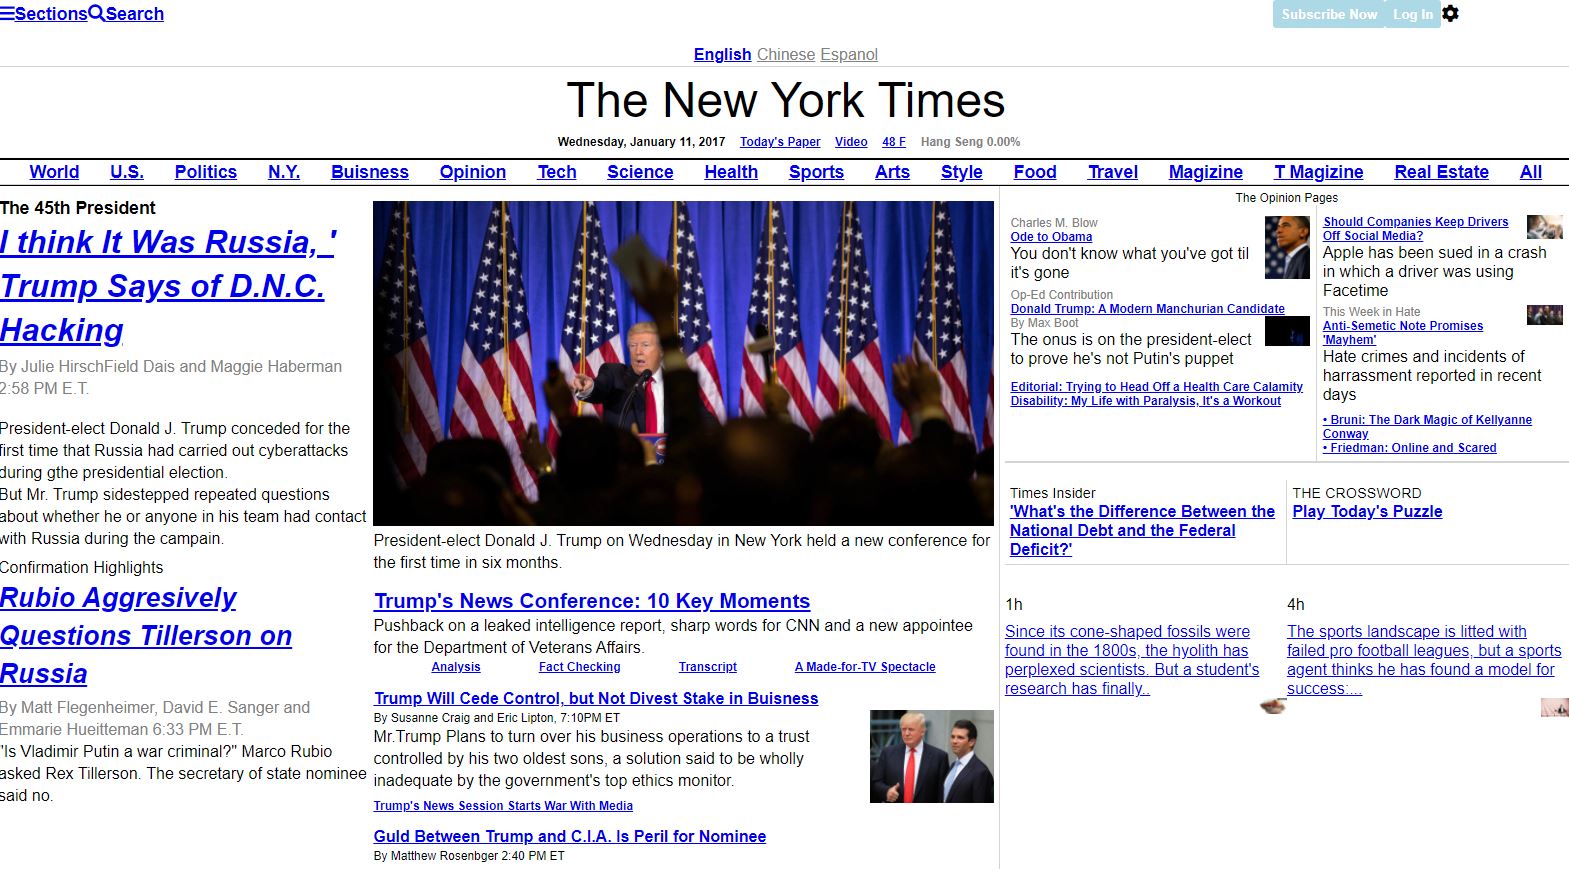 Sections Search
Subscribe Now Log In
English Chinese Espanol
The New York Times
Wednesday, January 11, 2017 Today's Paper Video 48 F Hang Seng 0.00%
World U.S. Politics N.Y. Buisness Opinion Tech Science Health Sports Arts Style Food Travel Magizine T Magizine Real Estate All
The 45th President
I think It Was Russia, '
Trump Says of D.N.C.
Hacking
By Julie HirschField Dais and Maggie Haberman
2:58 PM E.T.
President-elect Donald J. Trump conceded for the
first time that Russia had carried out cyberattacks
during gthe presidential election.
But Mr. Trump sidestepped repeated questions
about whether he or anyone in his team had contact
with Russia during the campain.
Confirmation Highlights
Rubio Aggresively
Questions Tillerson on
Russia
By Matt Flegenheimer, David E. Sanger and
Emmarie Hueitteman 6:33 PM E.T.
"Is Vladimir Putin a war criminal?" Marco Rubio
asked Rex Tillerson. The secretary of state nominee
said no.
President-elect Donald J. Trump on Wednesday in New York held a new conference for
the first time in six months.
Trump's News Conference: 10 Key Moments
Pushback on a leaked intelligence report, sharp words for CNN and a new appointee
for the Department of Veterans Affairs.
Analysis Fact Checking Transcript A Made-for-TV Spectacle
Trump Will Cede Control, but Not Divest Stake in Buisness
By Susanne Craig and Eric Lipton, 7:10PM ET
Mr.Trump Plans to turn over his business operations to a trust
controlled by his two oldest sons, a solution said to be wholly
inadequate by the government's top ethics monitor.
Trump's News Session Starts War With Media
Guld Between Trump and C.I.A. Is Peril for Nominee
By Matthew Rosenbger 2:40 PM ET
The Opinion Pages
Charles M. Blow
Ode to Obama
You don't know what you've got til
it's gone
Op-Ed Contribution
Donald Trump: A Modern Manchurian Candidate
By Max Boot
The onus is on the president-elect
to prove he's not Putin's puppet
Editorial: Trying to Head Off a Health Care Calamity
Disability: My Life with Paralysis, It's a Workout
Should Companies Keep Drivers
Off Social Media?
Apple has been sued in a crash
in which a driver was using
Facetime
This Week in Hate
Anti-Semetic Note Promises
'Mayhem'
Hate crimes and incidents of
harrassment reported in recent
days
• Bruni: The Dark Magic of Kellyanne
Conway
• Friedman: Online and Scared
Times Insider
'What's the Difference Between the
National Debt and the Federal
Deficit?'
THE CROSSWORD
Play Today's Puzzle
1h
Since its cone-shaped fossils were
found in the 1800s, the hyolith has
perplexed scientists. But a student's
research has finally..
4h
The sports landscape is litted with
failed pro football leagues, but a sports
agent thinks he has found a model for
success:...